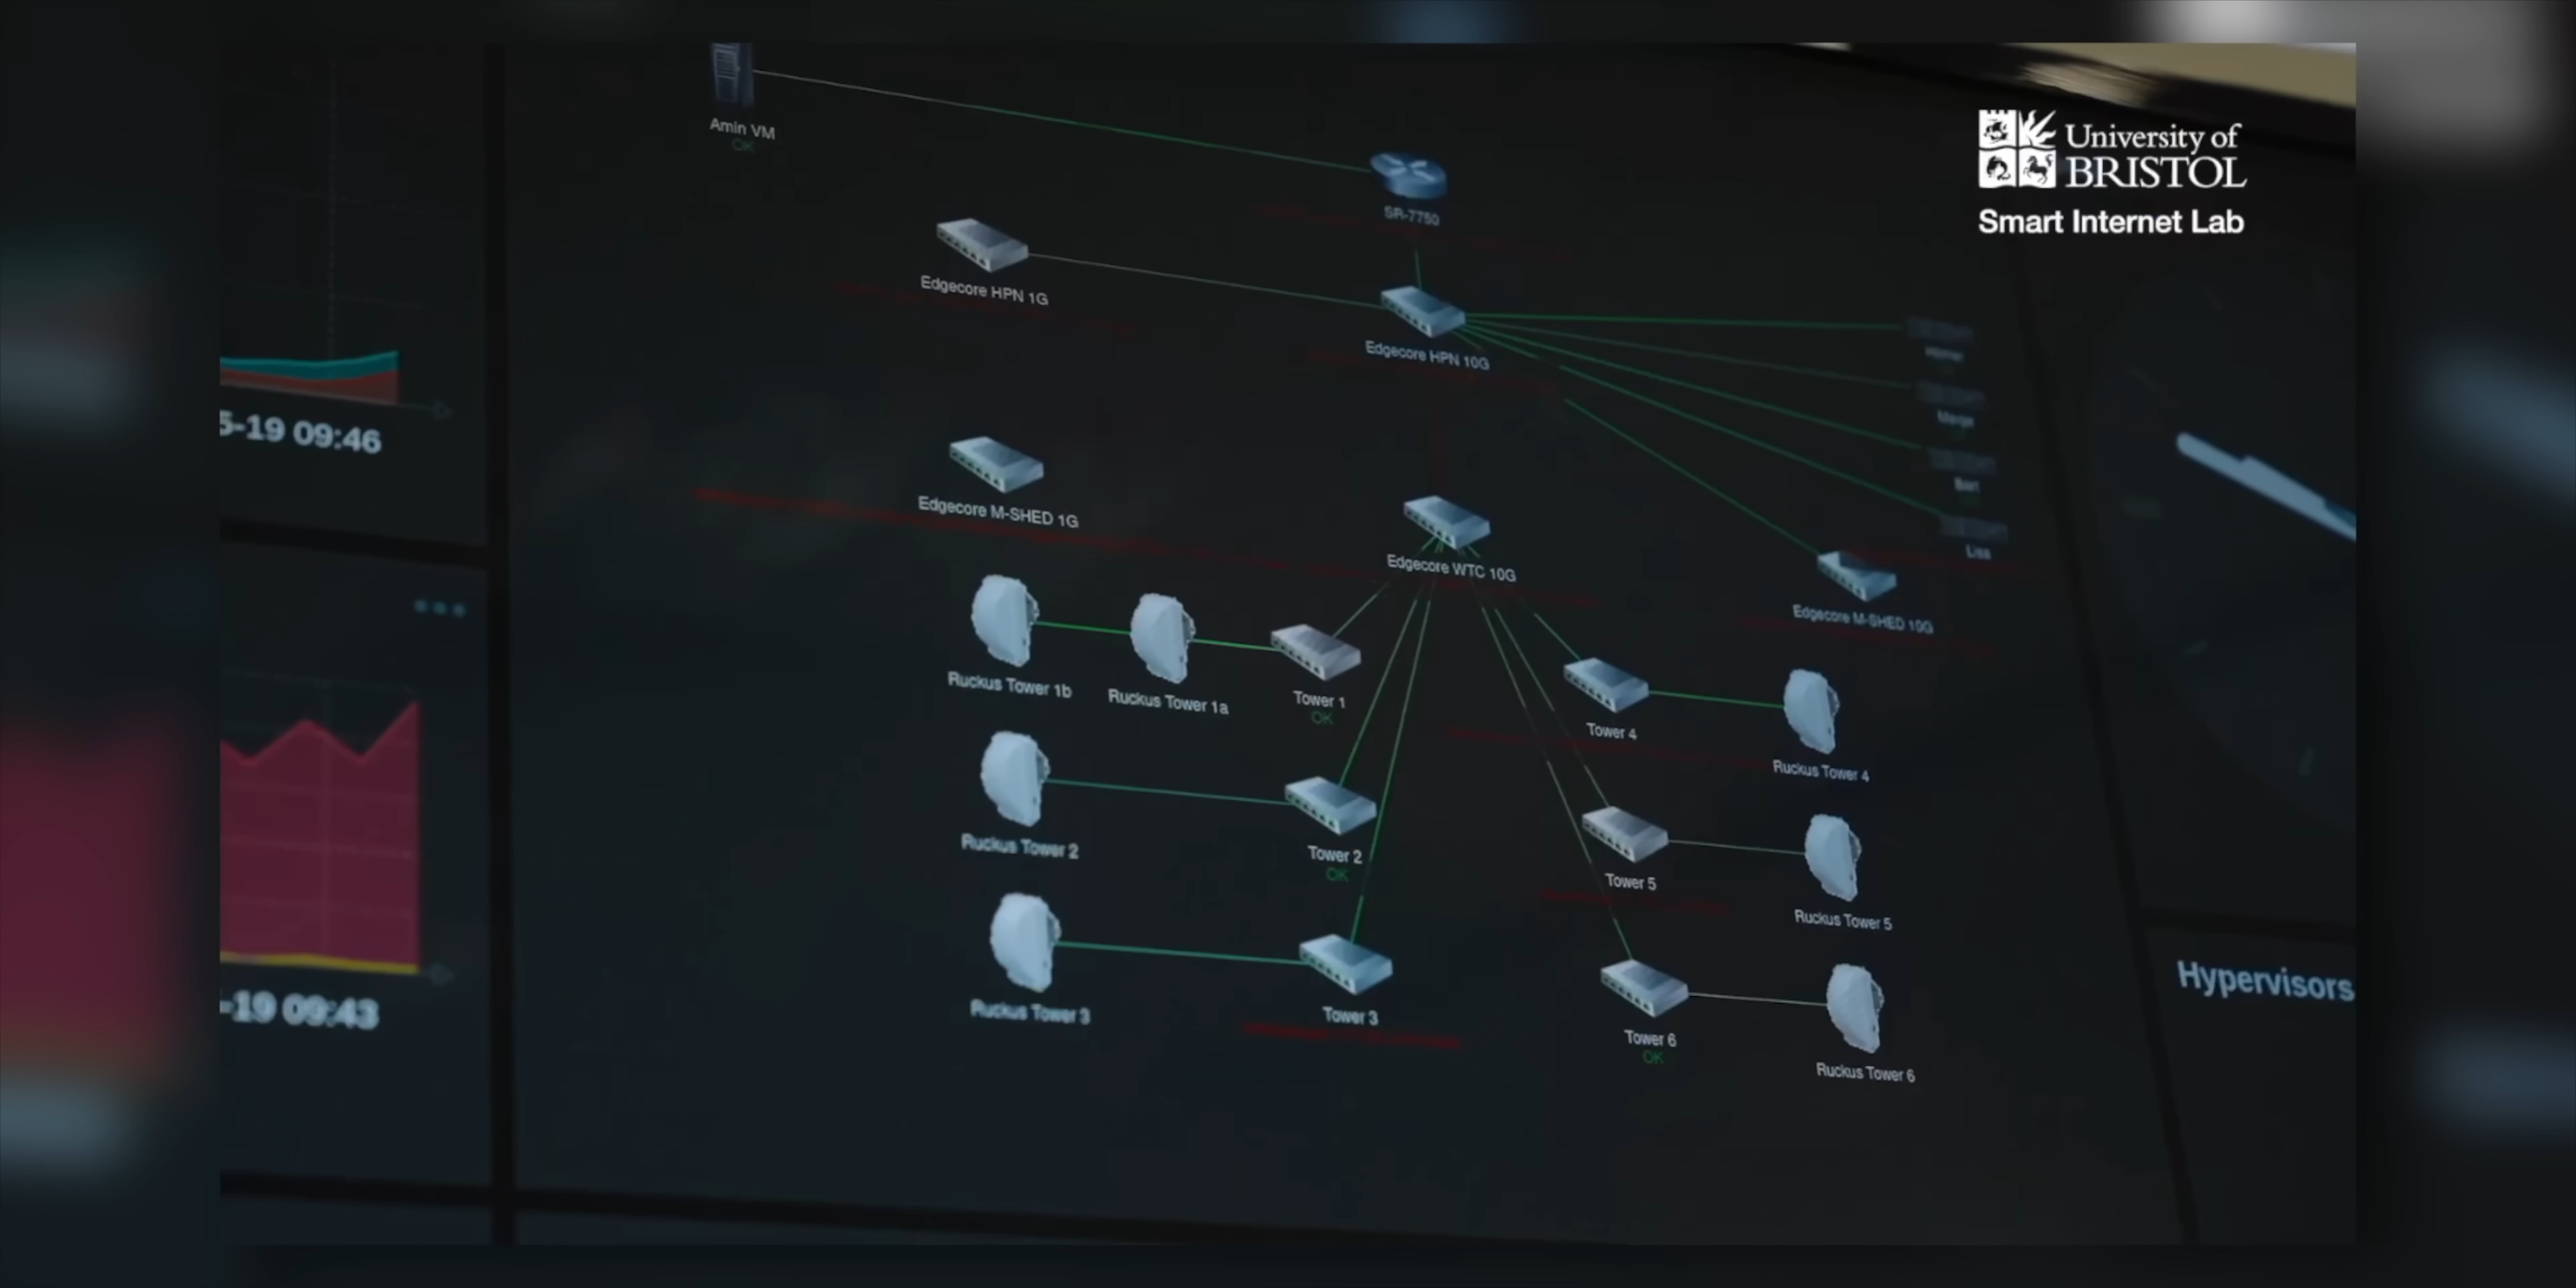 University of
BRISTOL
Smart Internet Lab
Amin VM
OK
SR-7750
Edgecore HPN 1G
Edgecore HPN 10G
5-19 09:46
Edgecore M-SHED 1G
Edgecore WTC 10G
Bart
Lisa
Edgecore M-SHED 10G
Ruckus Tower 1b
Ruckus Tower 1a
Tower 1
OK
Tower 4
Ruckus Tower 4
Ruckus Tower 2
Tower 2
OK
Tower 5
Ruckus Tower 5
-19 09:43
Ruckus Tower 3
Tower 3
Tower 6
OK
Ruckus Tower 6
Hypervisors